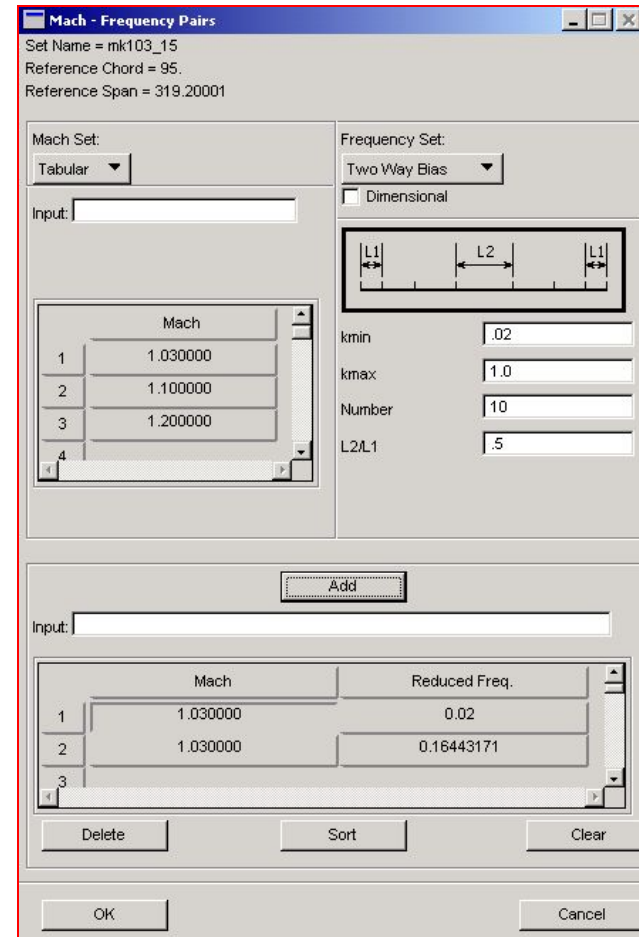 Mach - Frequency Pairs
Set Name = mk103_15
Reference Chord = 95.
Reference Span = 319.20001
Mach Set:
Tabular
Input:
Mach
1 1.030000
2 1.100000
3 1.200000
4
Frequency Set:
Two Way Bias
Dimensional
L1 L2 L1
kmin .02
kmax 1.0
Number 10
L2/L1 .5
Add
Input:
Mach Reduced Freq.
1 1.030000 0.02
2 1.030000 0.16443171
3
Delete Sort Clear
OK Cancel